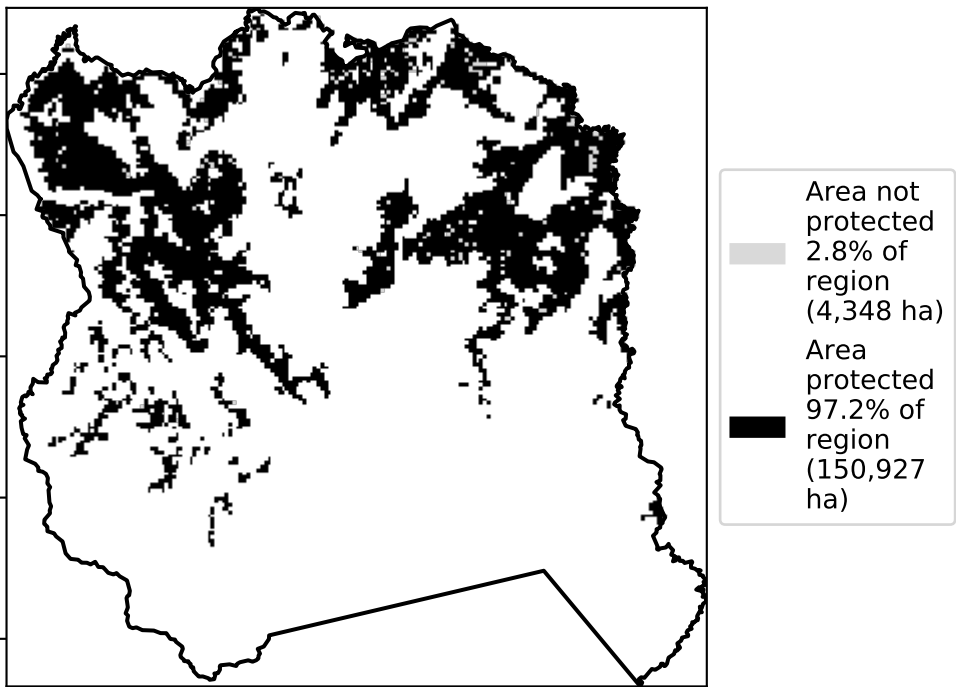 Area not
protected
2.8% of
region
(4,348 ha)
Area
protected
97.2% of
region
(150,927
ha)